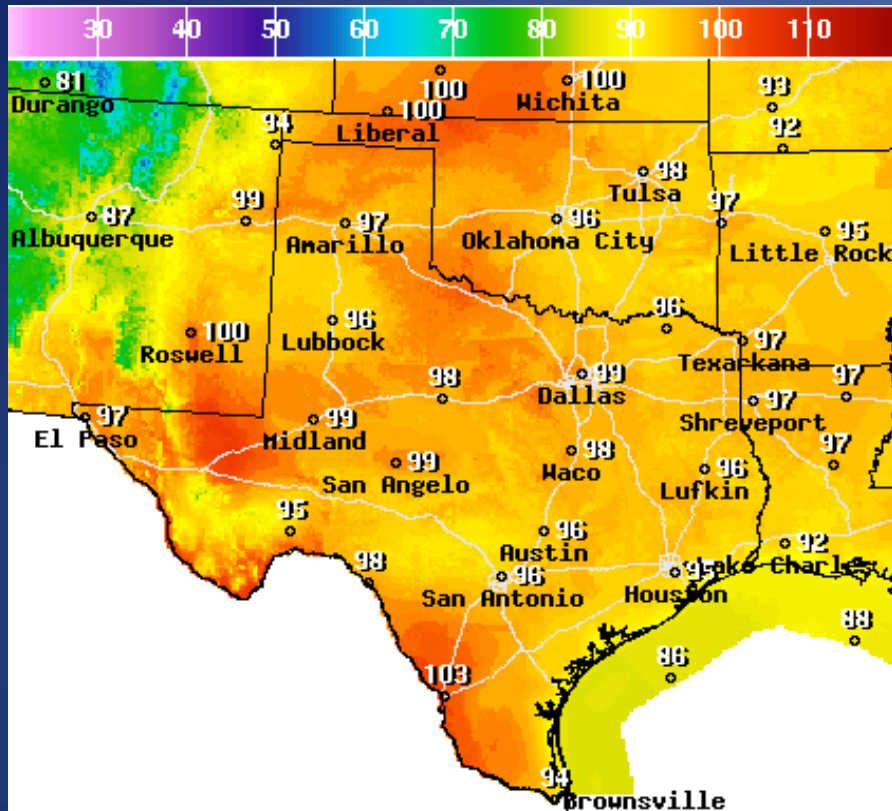 30 40 50 60 70 80 90 100 110
81
Durango
100
100
Liberal
100
Wichita
93
92
94
98
Tulsa
87
Albuquerque
99
97
Amarillo
96
Oklahoma City
97
95
Little Rock
100
Roswell
96
Lubbock
96
97
Texarkana
99
Dallas
98
97
Shreveport
97
97
El Paso
99
Midland
99
San Angelo
98
Waco
96
Lufkin
97
95
96
Austin
92
Lake Charles
98
96
San Antonio
95
Houston
88
86
103
94
Brownsville